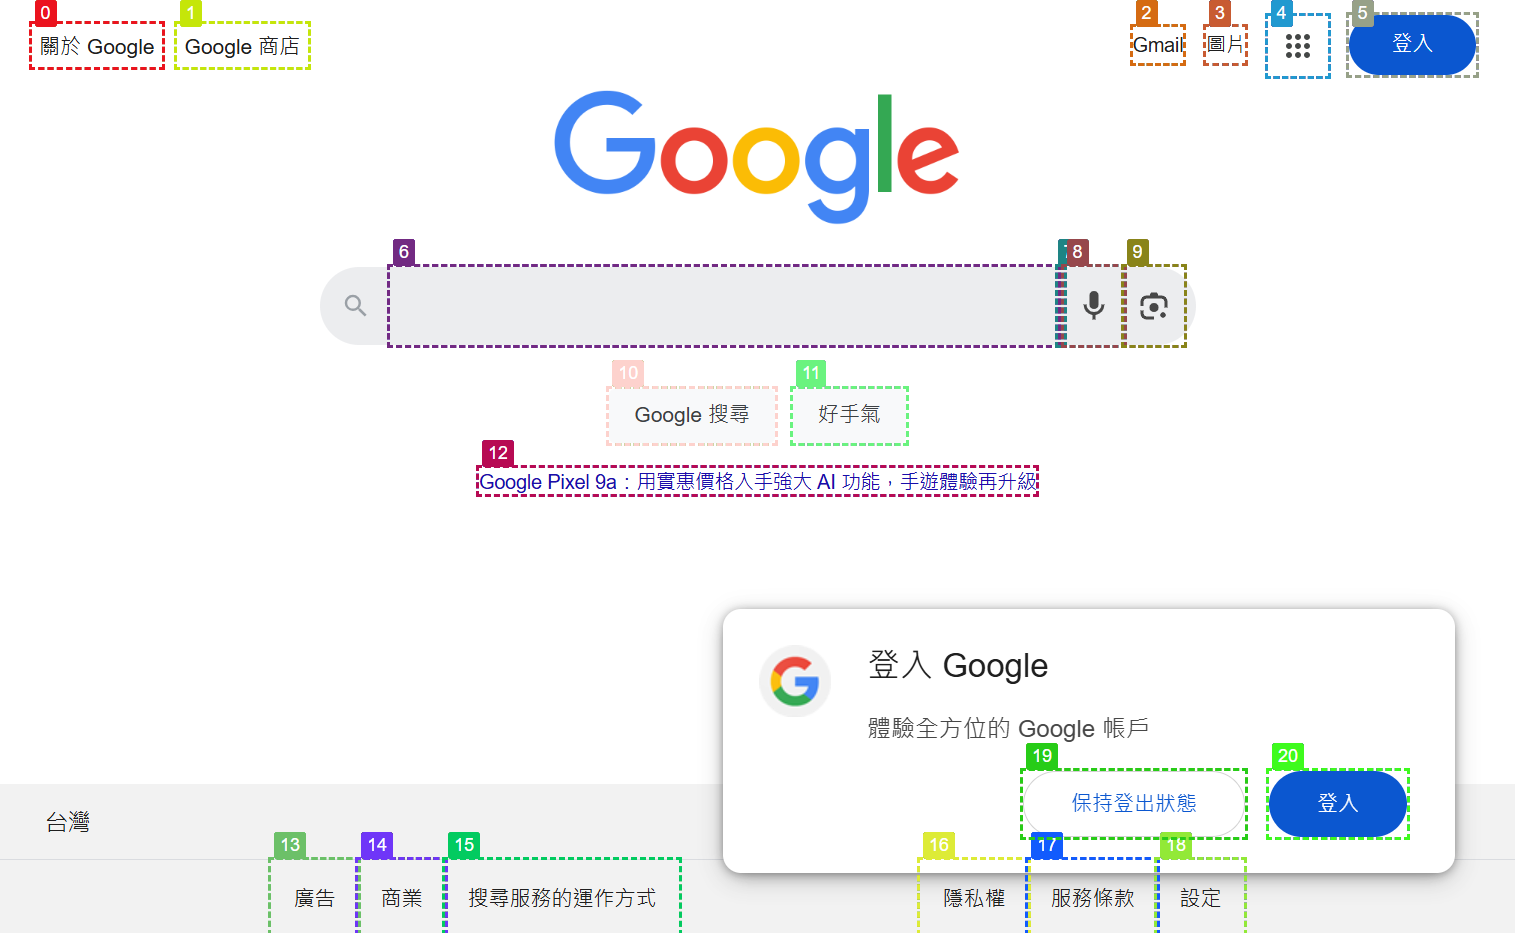 0 1 2 3 4 5
關於 Google Google 商店 Gmail 圖片 登入
Google
6 8 9
10 11
Google 搜尋 好手氣
12
Google Pixel 9a：用實惠價格入手強大 AI 功能，手遊體驗再升級
登入 Google
體驗全方位的 Google 帳戶
19 20
保持登出狀態 登入
台灣
13 14 15 16 17 18
廣告 商業 搜尋服務的運作方式 隱私權 服務條款 設定